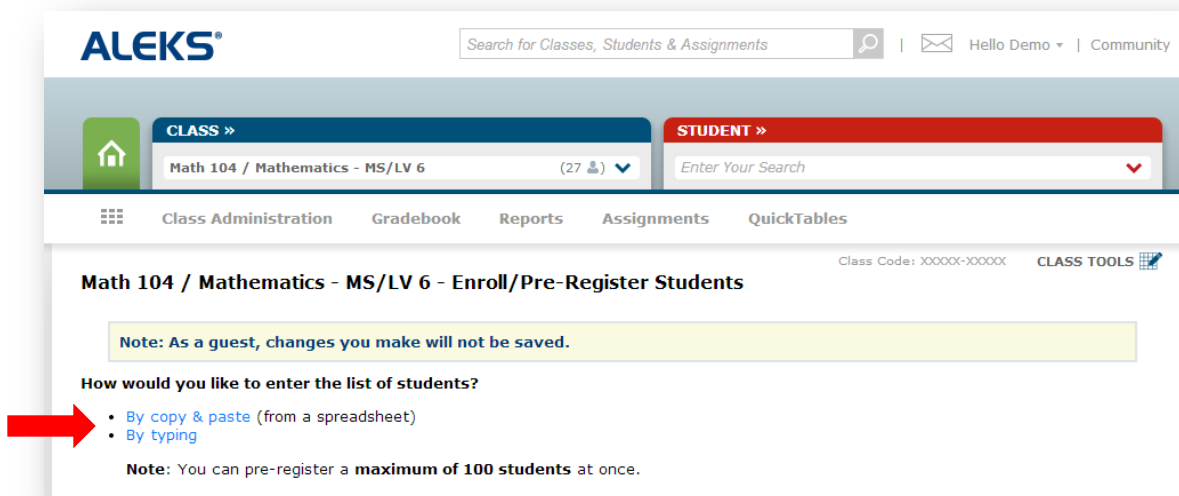 ALEKS®
Search for Classes, Students & Assignments | Hello Demo | Community
CLASS »
STUDENT »
Math 104 / Mathematics - MS/LV 6 (27 )
Enter Your Search
Class Administration Gradebook Reports Assignments QuickTables
Class Code: XXXXX-XXXXX CLASS TOOLS
Math 104 / Mathematics - MS/LV 6 - Enroll/Pre-Register Students
Note: As a guest, changes you make will not be saved.
How would you like to enter the list of students?
• By copy & paste (from a spreadsheet)
• By typing
Note: You can pre-register a maximum of 100 students at once.